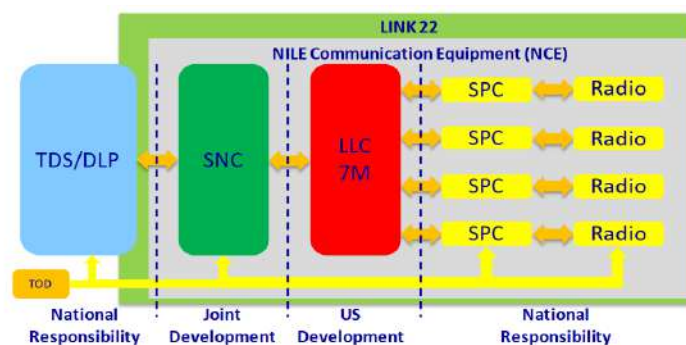 LINK 22
NILE Communication Equipment (NCE)
TDS/DLP
SNC
LLC
7M
SPC
Radio
SPC
Radio
SPC
Radio
SPC
Radio
TOD
National
Responsibility
Joint
Development
US
Development
National
Responsibility